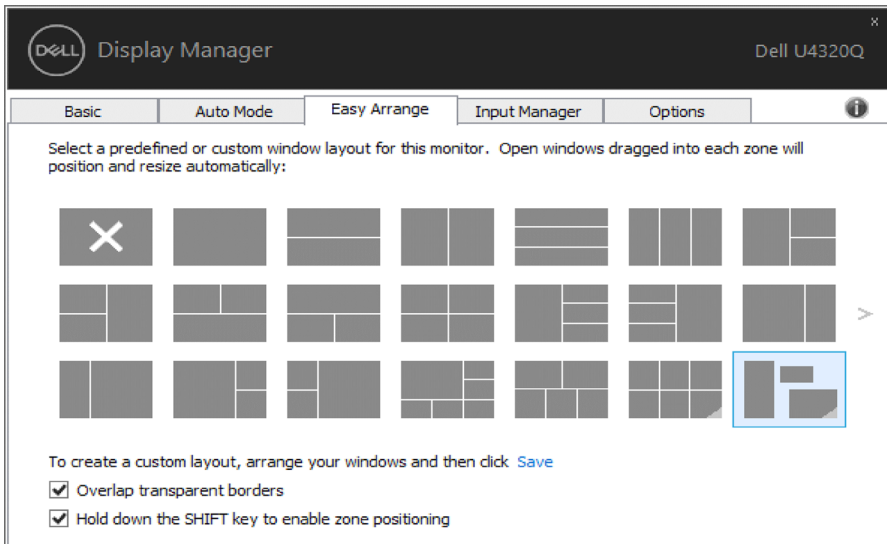 x
DELL Display Manager
Dell U4320Q
Basic
Auto Mode
Easy Arrange
Input Manager
Options
i
Select a predefined or custom window layout for this monitor. Open windows dragged into each zone will
position and resize automatically:
>
To create a custom layout, arrange your windows and then click Save
Overlap transparent borders
Hold down the SHIFT key to enable zone positioning